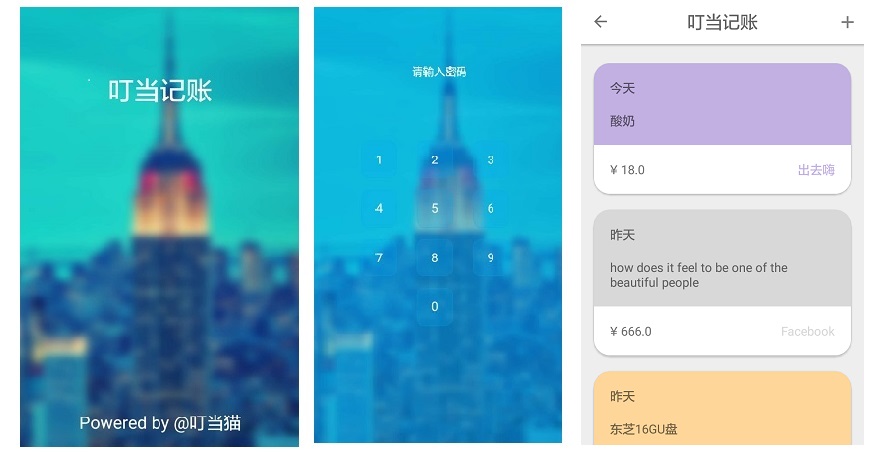 叮当记账
Powered by @叮当猫
请输入密码
1 2 3
4 5 6
7 8 9
0
叮当记账
今天
酸奶
¥ 18.0 出去嗨
昨天
how does it feel to be one of the
beautiful people
¥ 666.0 Facebook
昨天
东芝16GU盘